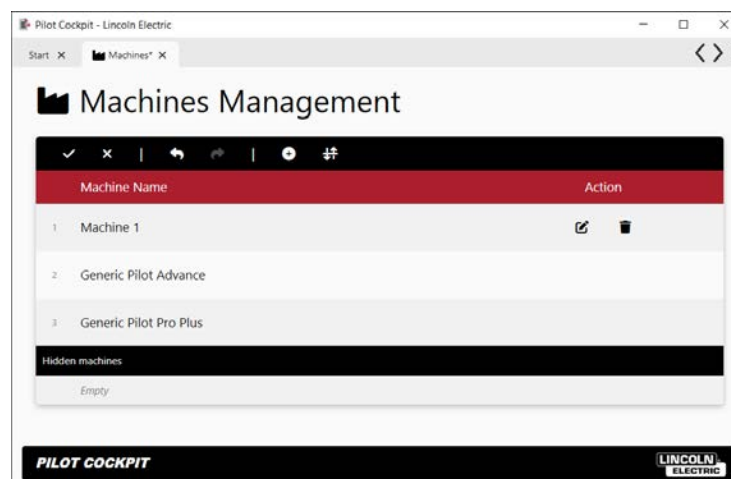 Pilot Cockpit - Lincoln Electric
Start
Machines*
Machines Management
Machine Name Action
1 Machine 1
2 Generic Pilot Advance
3 Generic Pilot Pro Plus
Hidden machines
Empty
PILOT COCKPIT
LINCOLN
ELECTRIC